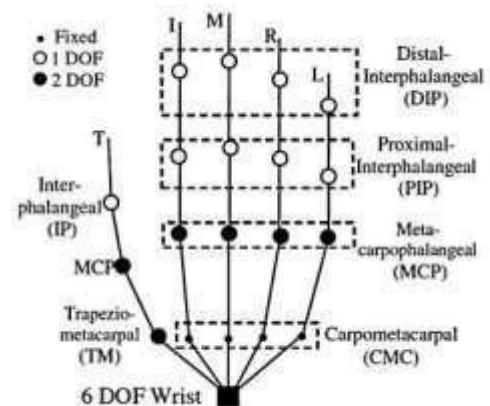 Fixed
1 DOF
2 DOF
I
M
R
L
T
Distal-
Interphalangeal
(DIP)
Proximal-
Interphalangeal
(PIP)
Inter-
phalangeal
(IP)
Meta-
carpophalangeal
(MCP)
MCP
Trapezio-
metacarpal
(TM)
Carpometacarpal
(CMC)
6 DOF Wrist